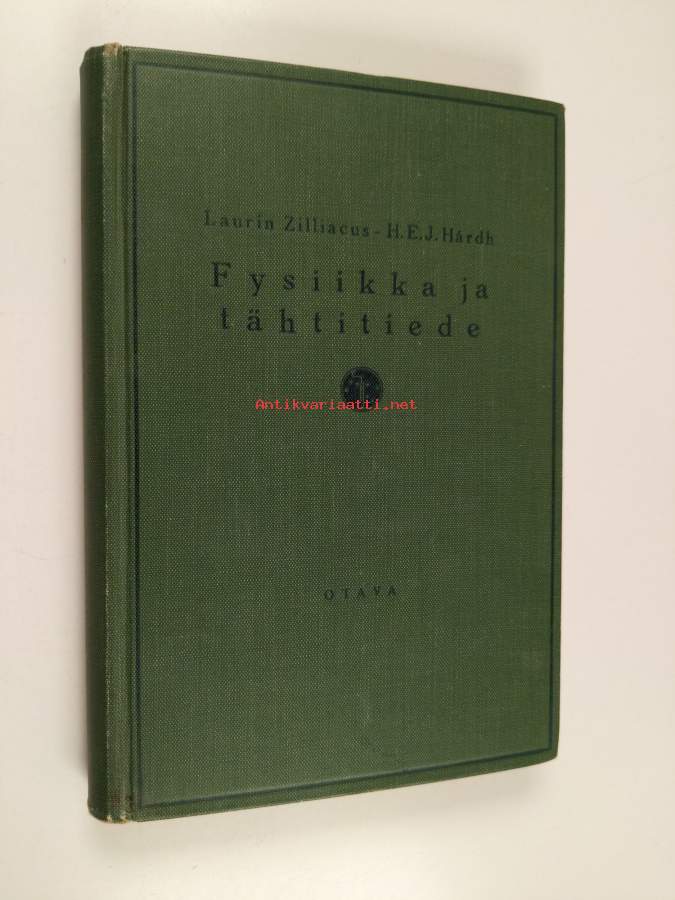 Laurin Zilliacus - H.E.J. Hårdh
Fysiikka ja
tähtitiede
Antikvariaatti.net
OTAVA